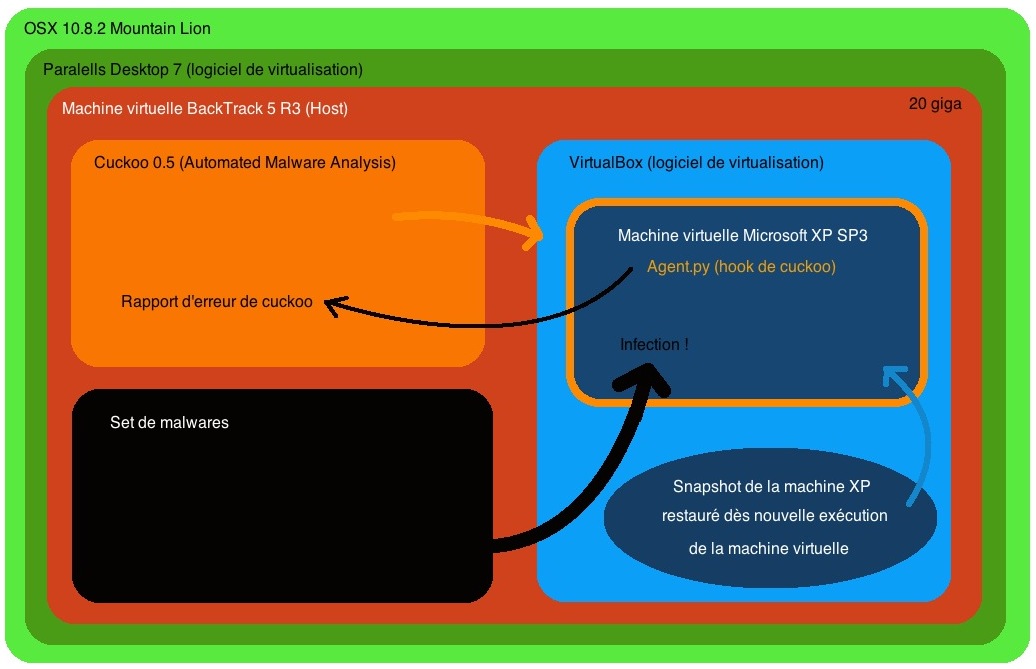 OSX 10.8.2 Mountain Lion
Paralells Desktop 7 (logiciel de virtualisation)
Machine virtuelle BackTrack 5 R3 (Host)
20 giga
Cuckoo 0.5 (Automated Malware Analysis)
Rapport d'erreur de cuckoo
Set de malwares
VirtualBox (logiciel de virtualisation)
Machine virtuelle Microsoft XP SP3
Agent.py (hook de cuckoo)
Infection !
Snapshot de la machine XP
restauré dès nouvelle exécution
de la machine virtuelle